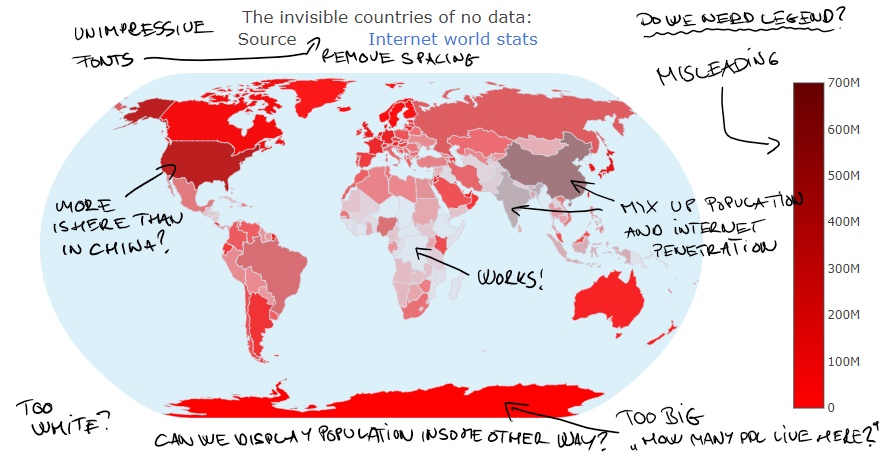 The invisible countries of no data:
Source Internet world stats
UNIMPRESSIVE
FONTS
REMOVE SPACING
DO WE NEED LEGEND?
MISLEADING
700M
600M
500M
400M
300M
200M
100M
0
MORE
IS HERE THAN
IN CHINA?
MIX UP POPULATION
AND INTERNET
PENETRATION
WORKS!
TOO
WHITE?
CAN WE DISPLAY POPULATION IN SOME OTHER WAY?
TOO BIG
„HOW MANY PPL LIVE HERE?"